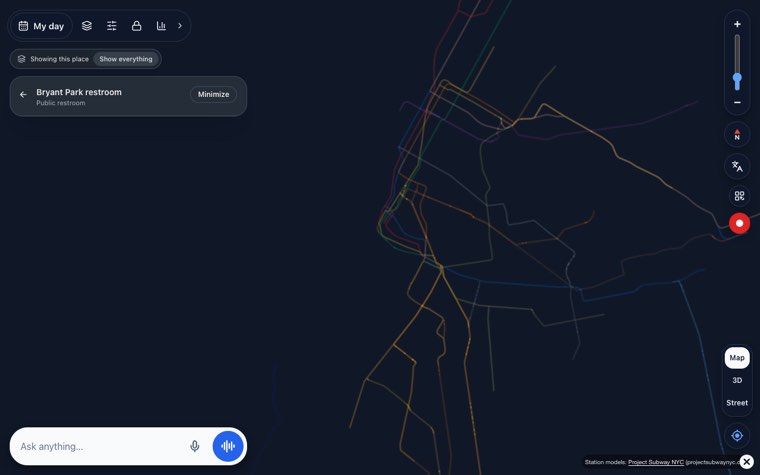 My day
Showing this place
Show everything
Bryant Park restroom
Public restroom
Minimize
N
Map
3D
Street
Ask anything...
Station models: Project Subway NYC (projectsubwaynyc.c